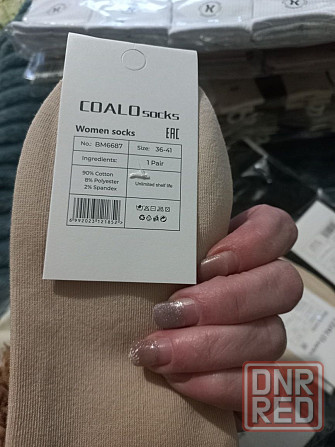 COALO socks
Women socks EAC
No.: BM6687 Size: 36-41
Ingredients: 1 Pair
90% Cotton
8% Polyester
2% Spandex
Unlimited shelf life
DNR
RED